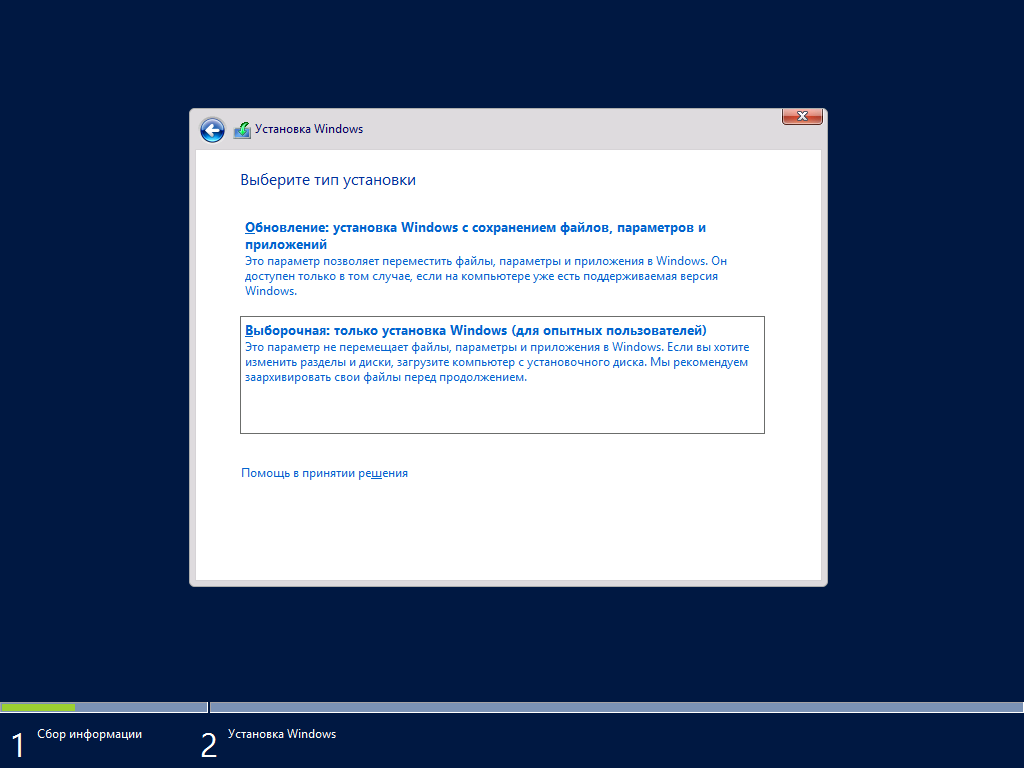 Установка Windows
Выберите тип установки
Обновление: установка Windows с сохранением файлов, параметров и
приложений
Это параметр позволяет переместить файлы, параметры и приложения в Windows. Он
доступен только в том случае, если на компьютере уже есть поддерживаемая версия
Windows.
Выборочная: только установка Windows (для опытных пользователей)
Это параметр не перемещает файлы, параметры и приложения в Windows. Если вы хотите
изменить разделы и диски, загрузите компьютер с установочного диска. Мы рекомендуем
заархивировать свои файлы перед продолжением.
Помощь в принятии решения
1 Сбор информации
2 Установка Windows